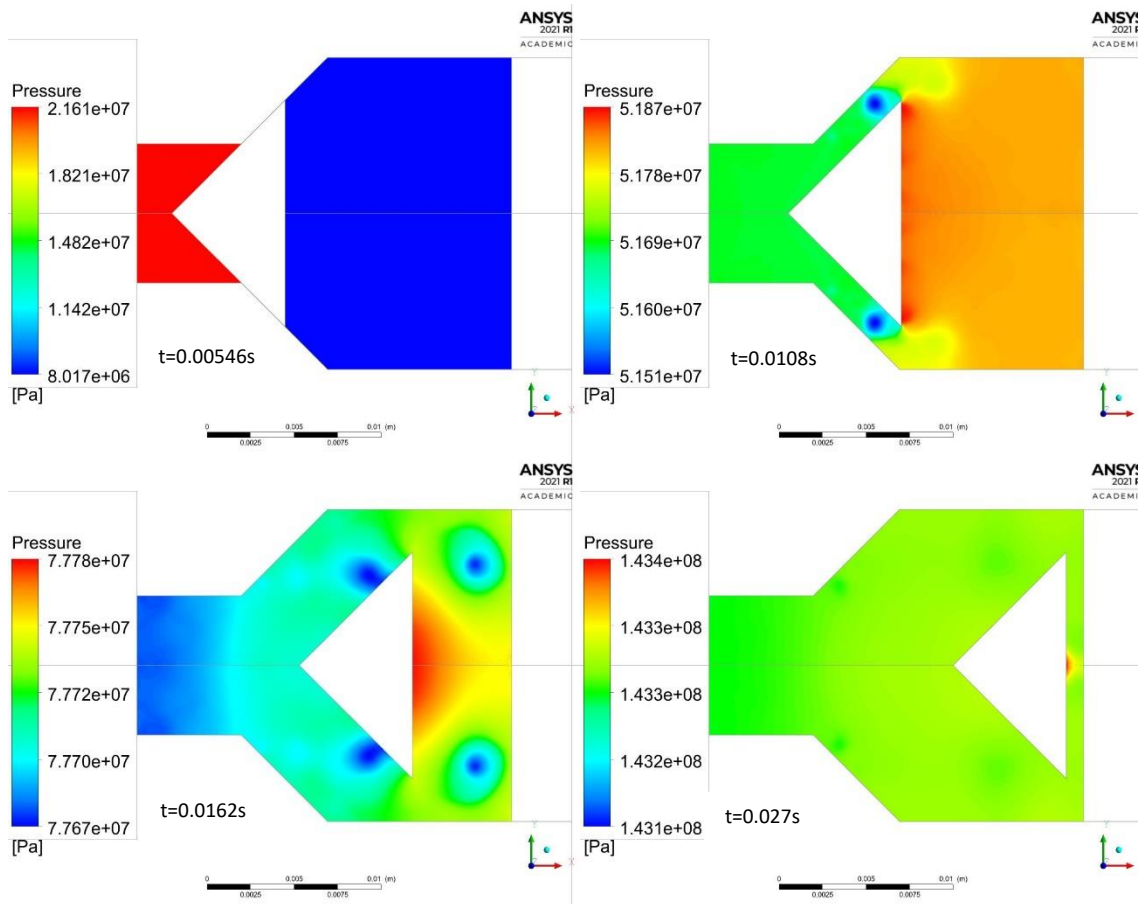 ANSYS
2021 R1
ACADEMIC
Pressure
2.161e+07
1.821e+07
1.482e+07
1.142e+07
8.017e+06
[Pa]
t=0.00546s
Y
X
0 0.005 0.01 (m)
0.0025 0.0075
ANSYS
2021 R1
ACADEMIC
Pressure
5.187e+07
5.178e+07
5.169e+07
5.160e+07
5.151e+07
[Pa]
t=0.0108s
Y
0 0.005 0.01 (m)
0.0025 0.0075
ANSYS
2021 R1
ACADEMIC
Pressure
7.778e+07
7.775e+07
7.772e+07
7.770e+07
7.767e+07
[Pa]
t=0.0162s
Y
X
0 0.005 0.01 (m)
0.0025 0.0075
ANSYS
2021 R1
ACADEMIC
Pressure
1.434e+08
1.433e+08
1.433e+08
1.432e+08
1.431e+08
[Pa]
t=0.027s
Y
0 0.005 0.01 (m)
0.0025 0.0075